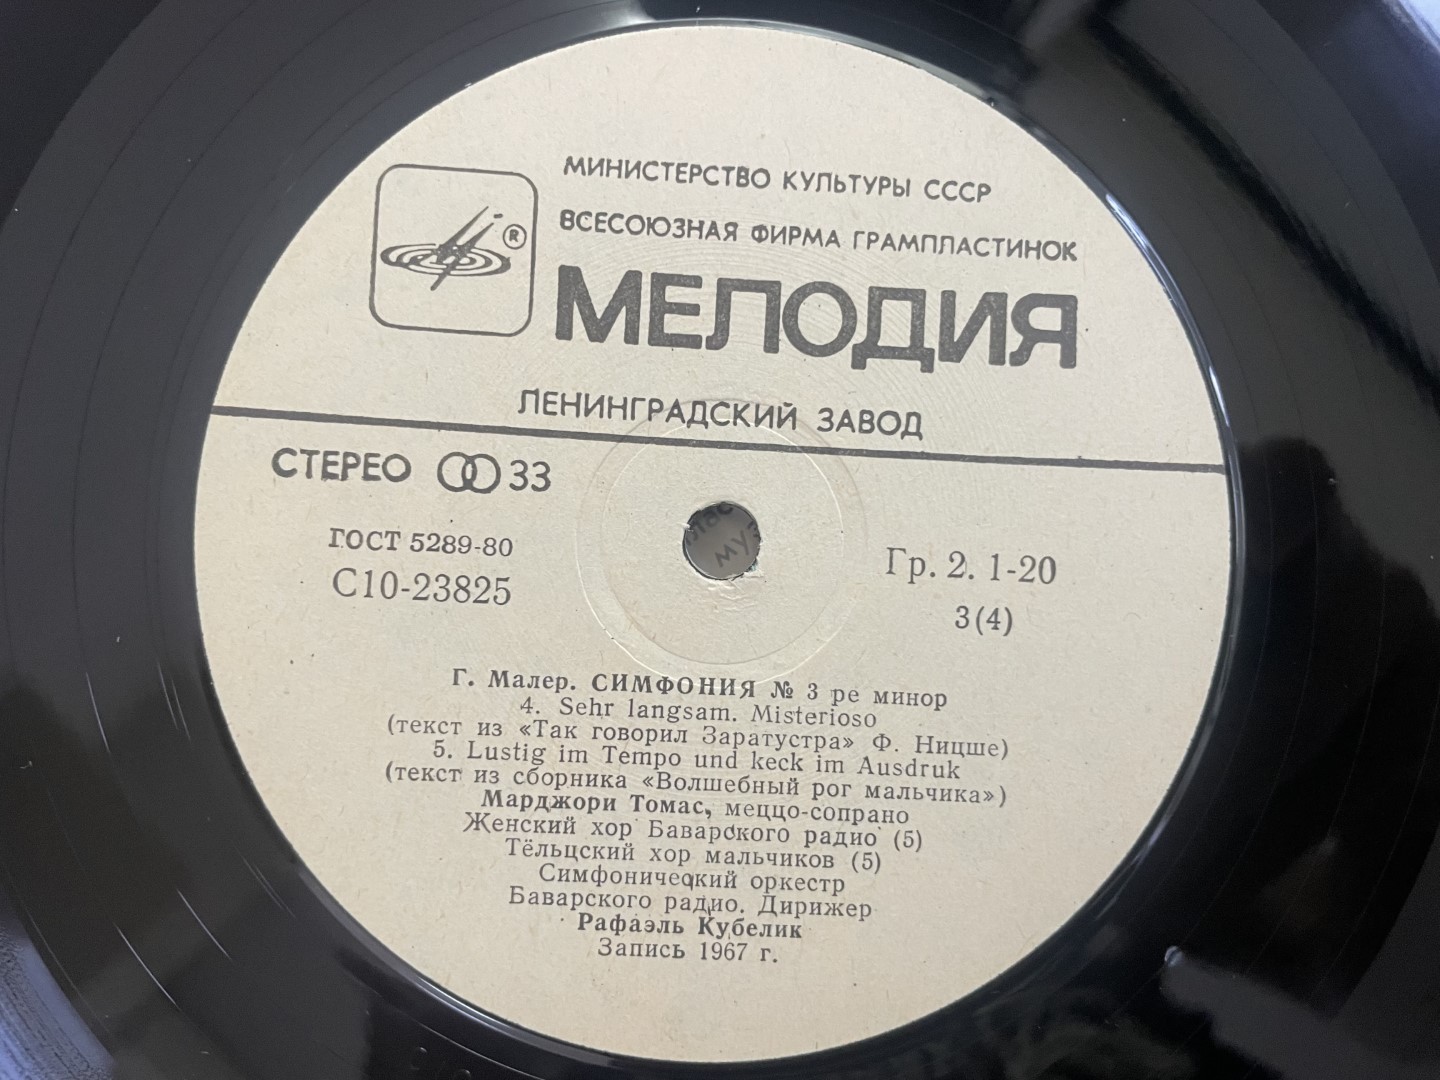 МИНИСТЕРСТВО КУЛЬТУРЫ СССР
ВСЕСОЮЗНАЯ ФИРМА ГРАМПЛАСТИНОК
®
МЕЛОДИЯ
ЛЕНИНГРАДСКИЙ ЗАВОД
СТЕРЕО 33
ГОСТ 5289-80
С10-23825
Гр. 2. 1-20
3(4)
Г. Малер. СИМФОНИЯ № 3 ре минор
4. Sehr langsam. Misterioso
(текст из «Так говорил Заратустра» Ф. Ницше)
5. Lustig im Tempo und keck im Ausdruk
(текст из сборника «Волшебный рог мальчика»)
Марджори Томас, меццо-сопрано
Женский хор Баварского радио (5)
Тёльцский хор мальчиков (5)
Симфонический оркестр
Баварского радио. Дирижер
Рафаэль Кубелик
Запись 1967 г.